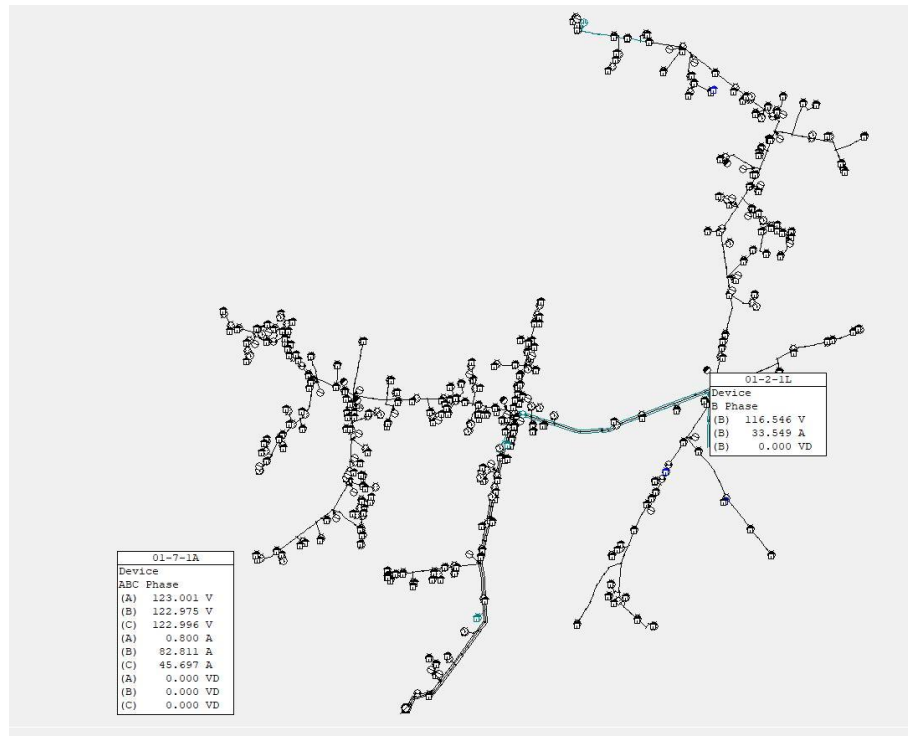 01-2-1L
Device
B Phase
(B) 116.546 V
(B) 33.549 A
(B) 0.000 VD
01-7-1A
Device
ABC Phase
(A) 123.001 V
(B) 122.975 V
(C) 122.996 V
(A) 0.800 A
(B) 82.811 A
(C) 45.697 A
(A) 0.000 VD
(B) 0.000 VD
(C) 0.000 VD